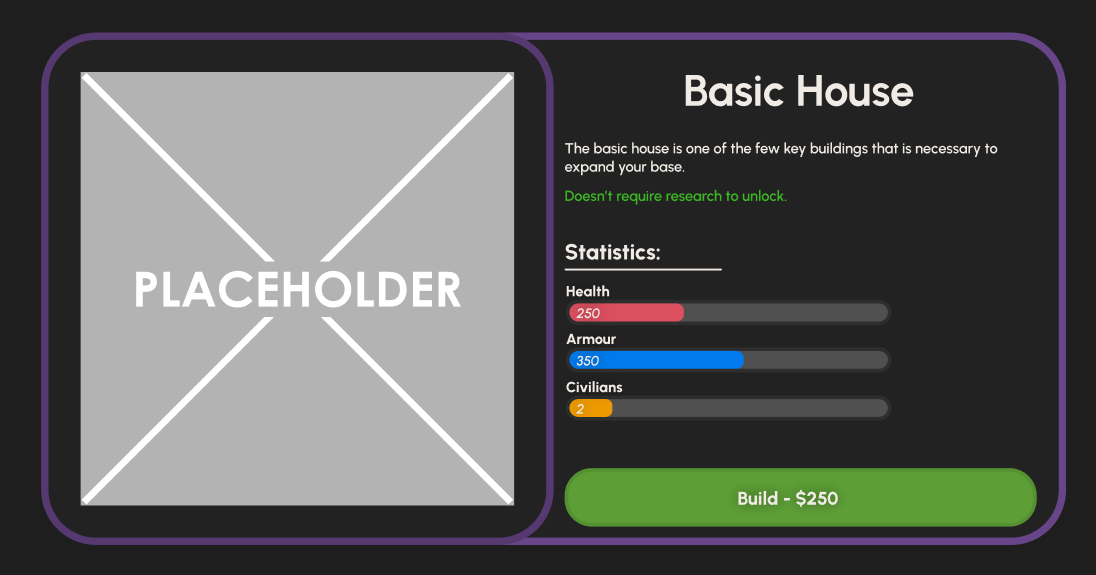 PLACEHOLDER
Basic House
The basic house is one of the few key buildings that is necessary to
expand your base.
Doesn't require research to unlock.
Statistics:
Health
250
Armour
350
Civilians
2
Build - $250